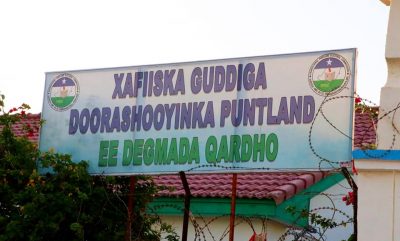 XAFIISKA GUDDIGA
DOORASHOOYINKA PUNTLAND
EE DEGMADA QARDHO